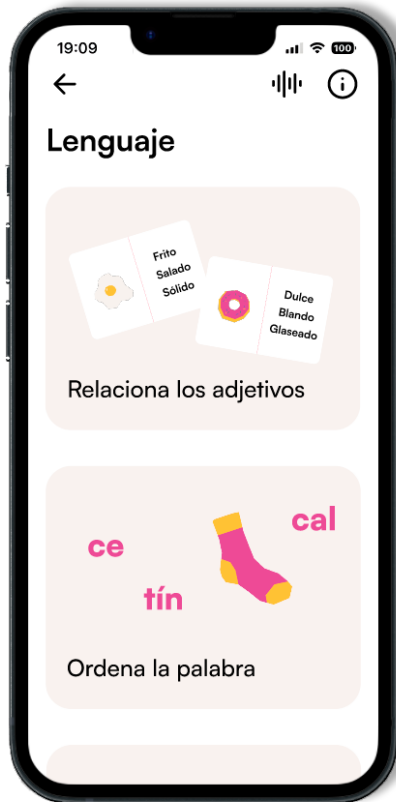 19:09
100
Lenguaje
Frito
Salado
Sólido
Dulce
Blando
Glaseado
Relaciona los adjetivos
cal
ce
tín
Ordena la palabra